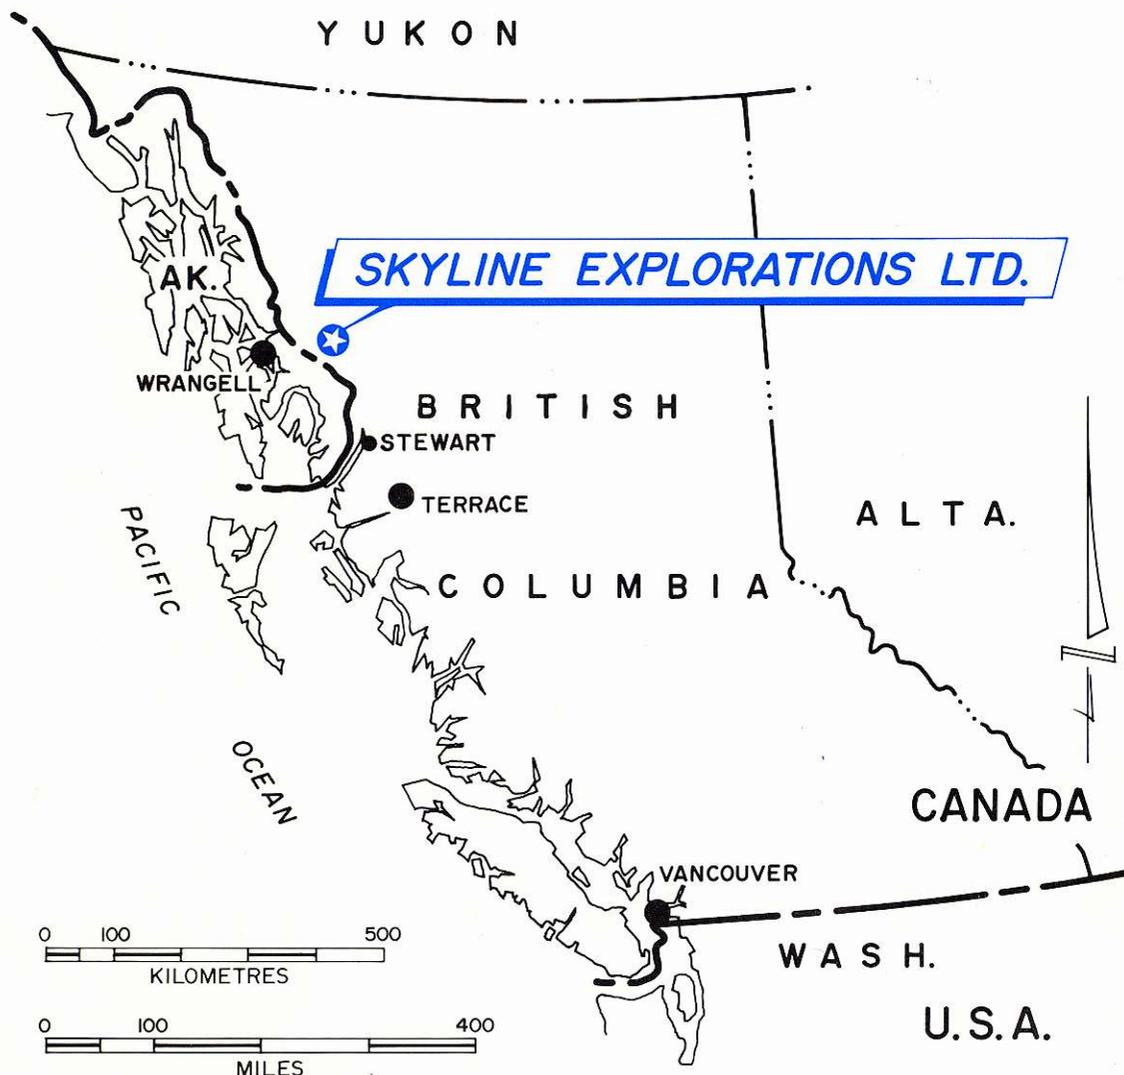 YUKON
SKYLINE EXPLORATIONS LTD.
AK.
WRANGELL
BRITISH
STEWART
TERRACE
ALTA.
PACIFIC
COLUMBIA
N
OCEAN
CANADA
VANCOUVER
0 100 500
KILOMETRES
WASH.
0 100 400
MILES
U.S.A.